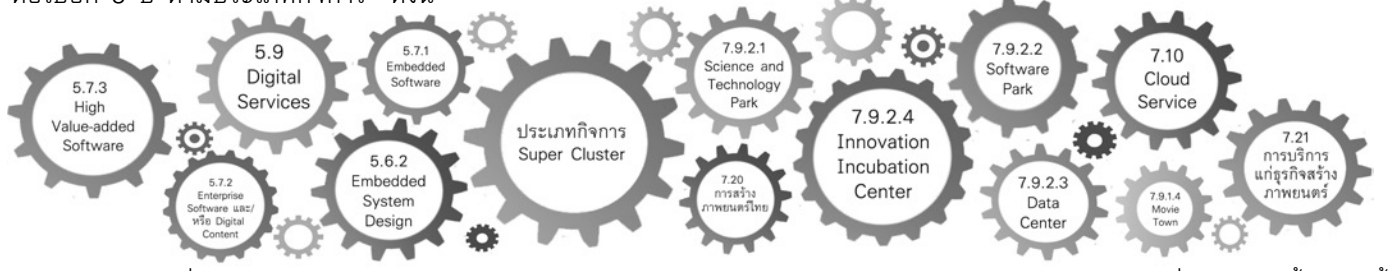 5.7.3
High
Value-added
Software
5.9
Digital
Services
5.7.1
Embedded
Software
5.7.2
Enterprise
Software และ/
หรือ Digital
Content
5.6.2
Embedded
System
Design
ประเภทกิจการ
Super Cluster
7.9.2.1
Science and
Technology
Park
7.20
การสร้าง
ภาพยนตร์ไทย
7.9.2.4
Innovation
Incubation
Center
7.9.2.2
Software
Park
7.9.2.3
Data
Center
7.10
Cloud
Service
7.9.1.4
Movie
Town
7.21
การบริการ
แก่ธุรกิจสร้าง
ภาพยนตร์